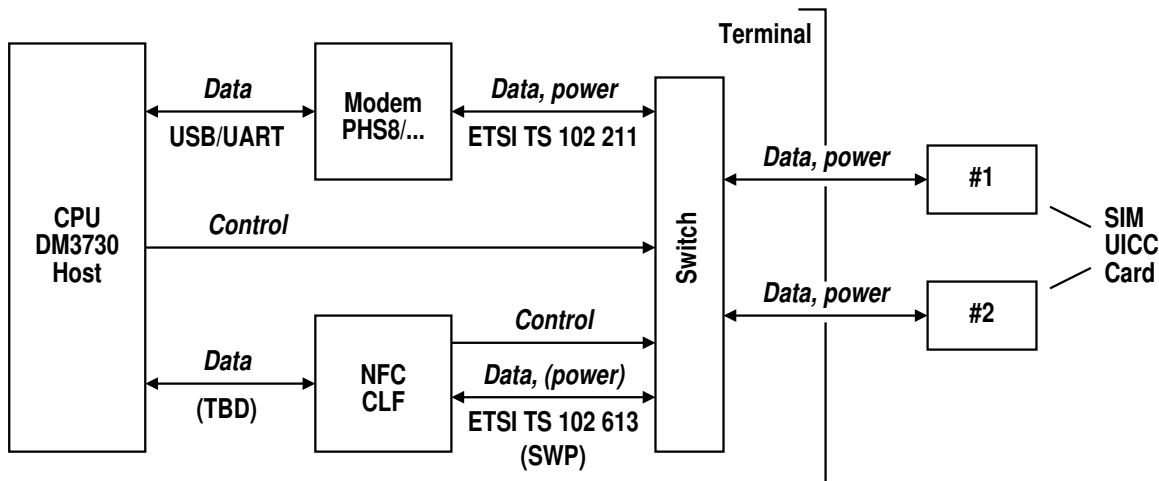 Terminal
CPU
DM3730
Host
Data
USB/UART
Modem
PHS8/...
Data, power
ETSI TS 102 211
Control
Data
(TBD)
NFC
CLF
Control
Data, (power)
ETSI TS 102 613
(SWP)
Switch
Data, power
#1
Data, power
#2
SIM
UICC
Card